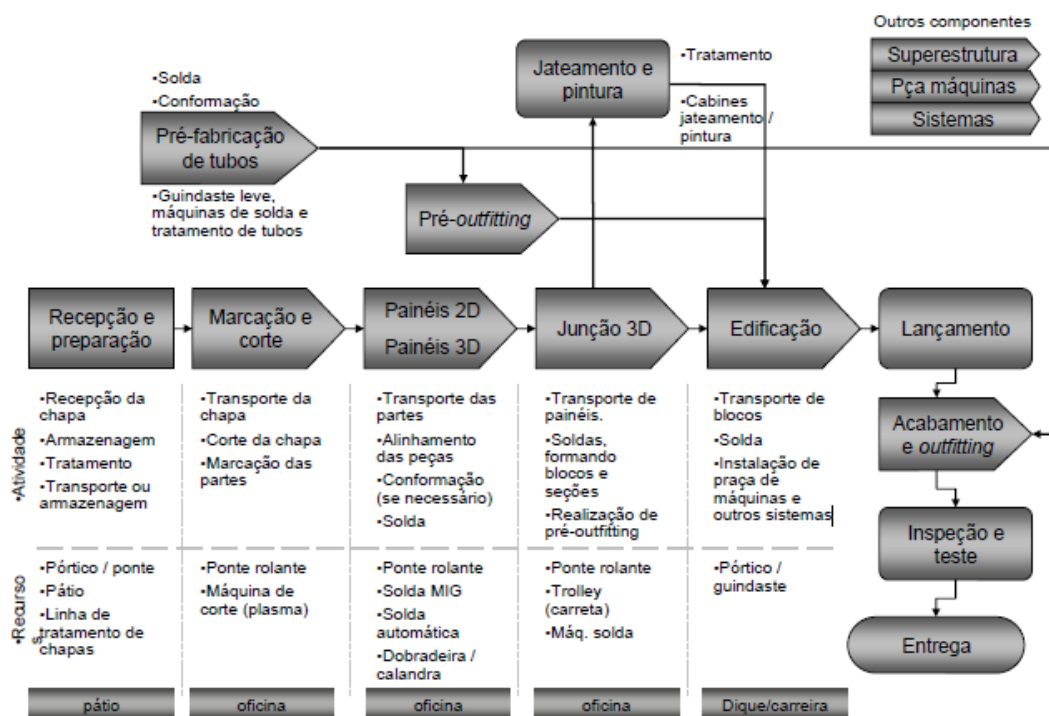 Outros componentes
Superestrutura
Pça máquinas
Sistemas
•Solda
•Conformação
Pré-fabricação
de tubos
•Guindaste leve,
máquinas de solda e
tratamento de tubos
Jateamento e
pintura
•Tratamento
•Cabines
jateamento /
pintura
Pré-outfitting
Recepção e
preparação
Marcação e
corte
Painéis 2D
Painéis 3D
Junção 3D
Edificação
Lançamento
•Atividade
•Recepção da
chapa
•Armazenagem
•Tratamento
•Transporte ou
armazenagem
•Transporte da
chapa
•Corte da chapa
•Marcação das
partes
•Transporte das
partes
•Alinhamento
das peças
•Conformação
(se necessário)
•Solda
•Transporte de
painéis.
•Soldas,
formando
blocos e
seções
•Realização de
pré-outfitting
•Transporte de
blocos
•Solda
•Instalação de
praça de
máquinas e
outros sistemas
Acabamento
e outfitting
Inspeção e
teste
Entrega
•Recurso
s
•Pórtico / ponte
•Pátio
•Linha de
tratamento de
chapas
•Ponte rolante
•Máquina de
corte (plasma)
•Ponte rolante
•Solda MIG
•Solda
automática
•Dobradeira /
calandra
•Ponte rolante
•Trolley
(carreta)
•Máq. solda
•Pórtico /
guindaste
pátio
oficina
oficina
oficina
Dique/carreira